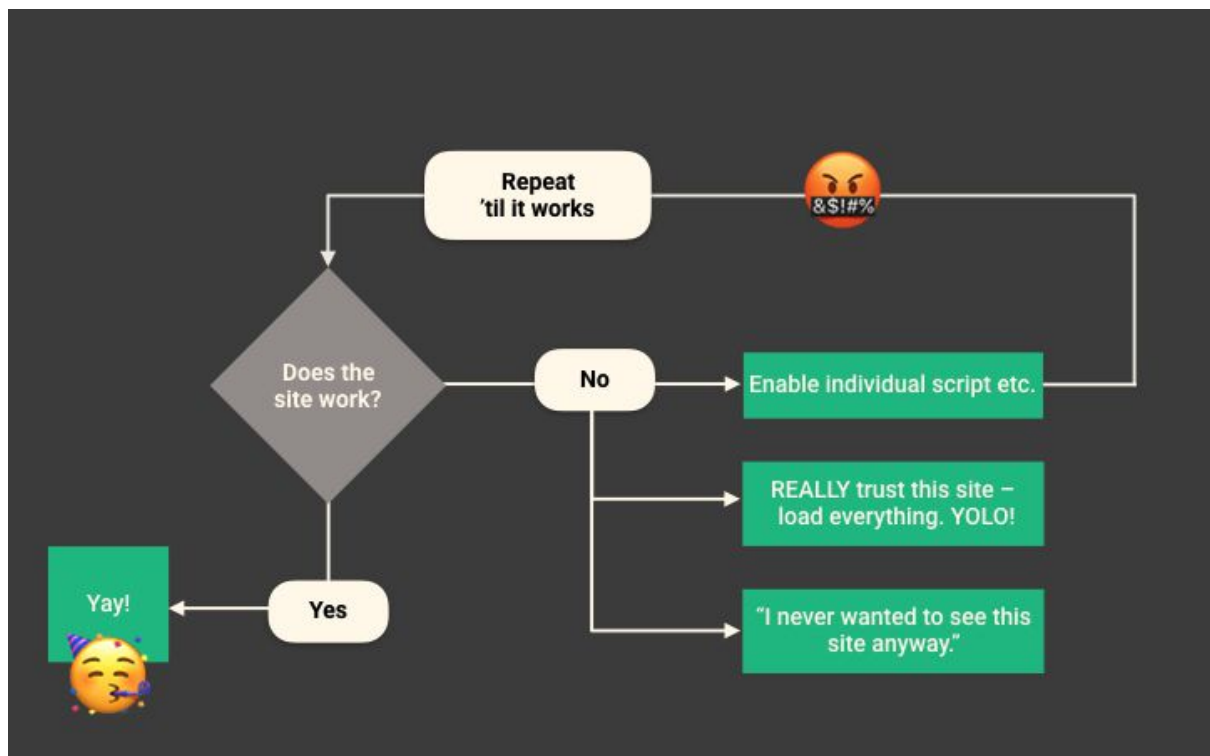 Repeat
’til it works
&$!#%
Does the
site work?
No
Enable individual script etc.
REALLY trust this site –
load everything. YOLO!
Yay!
Yes
“I never wanted to see this
site anyway.”